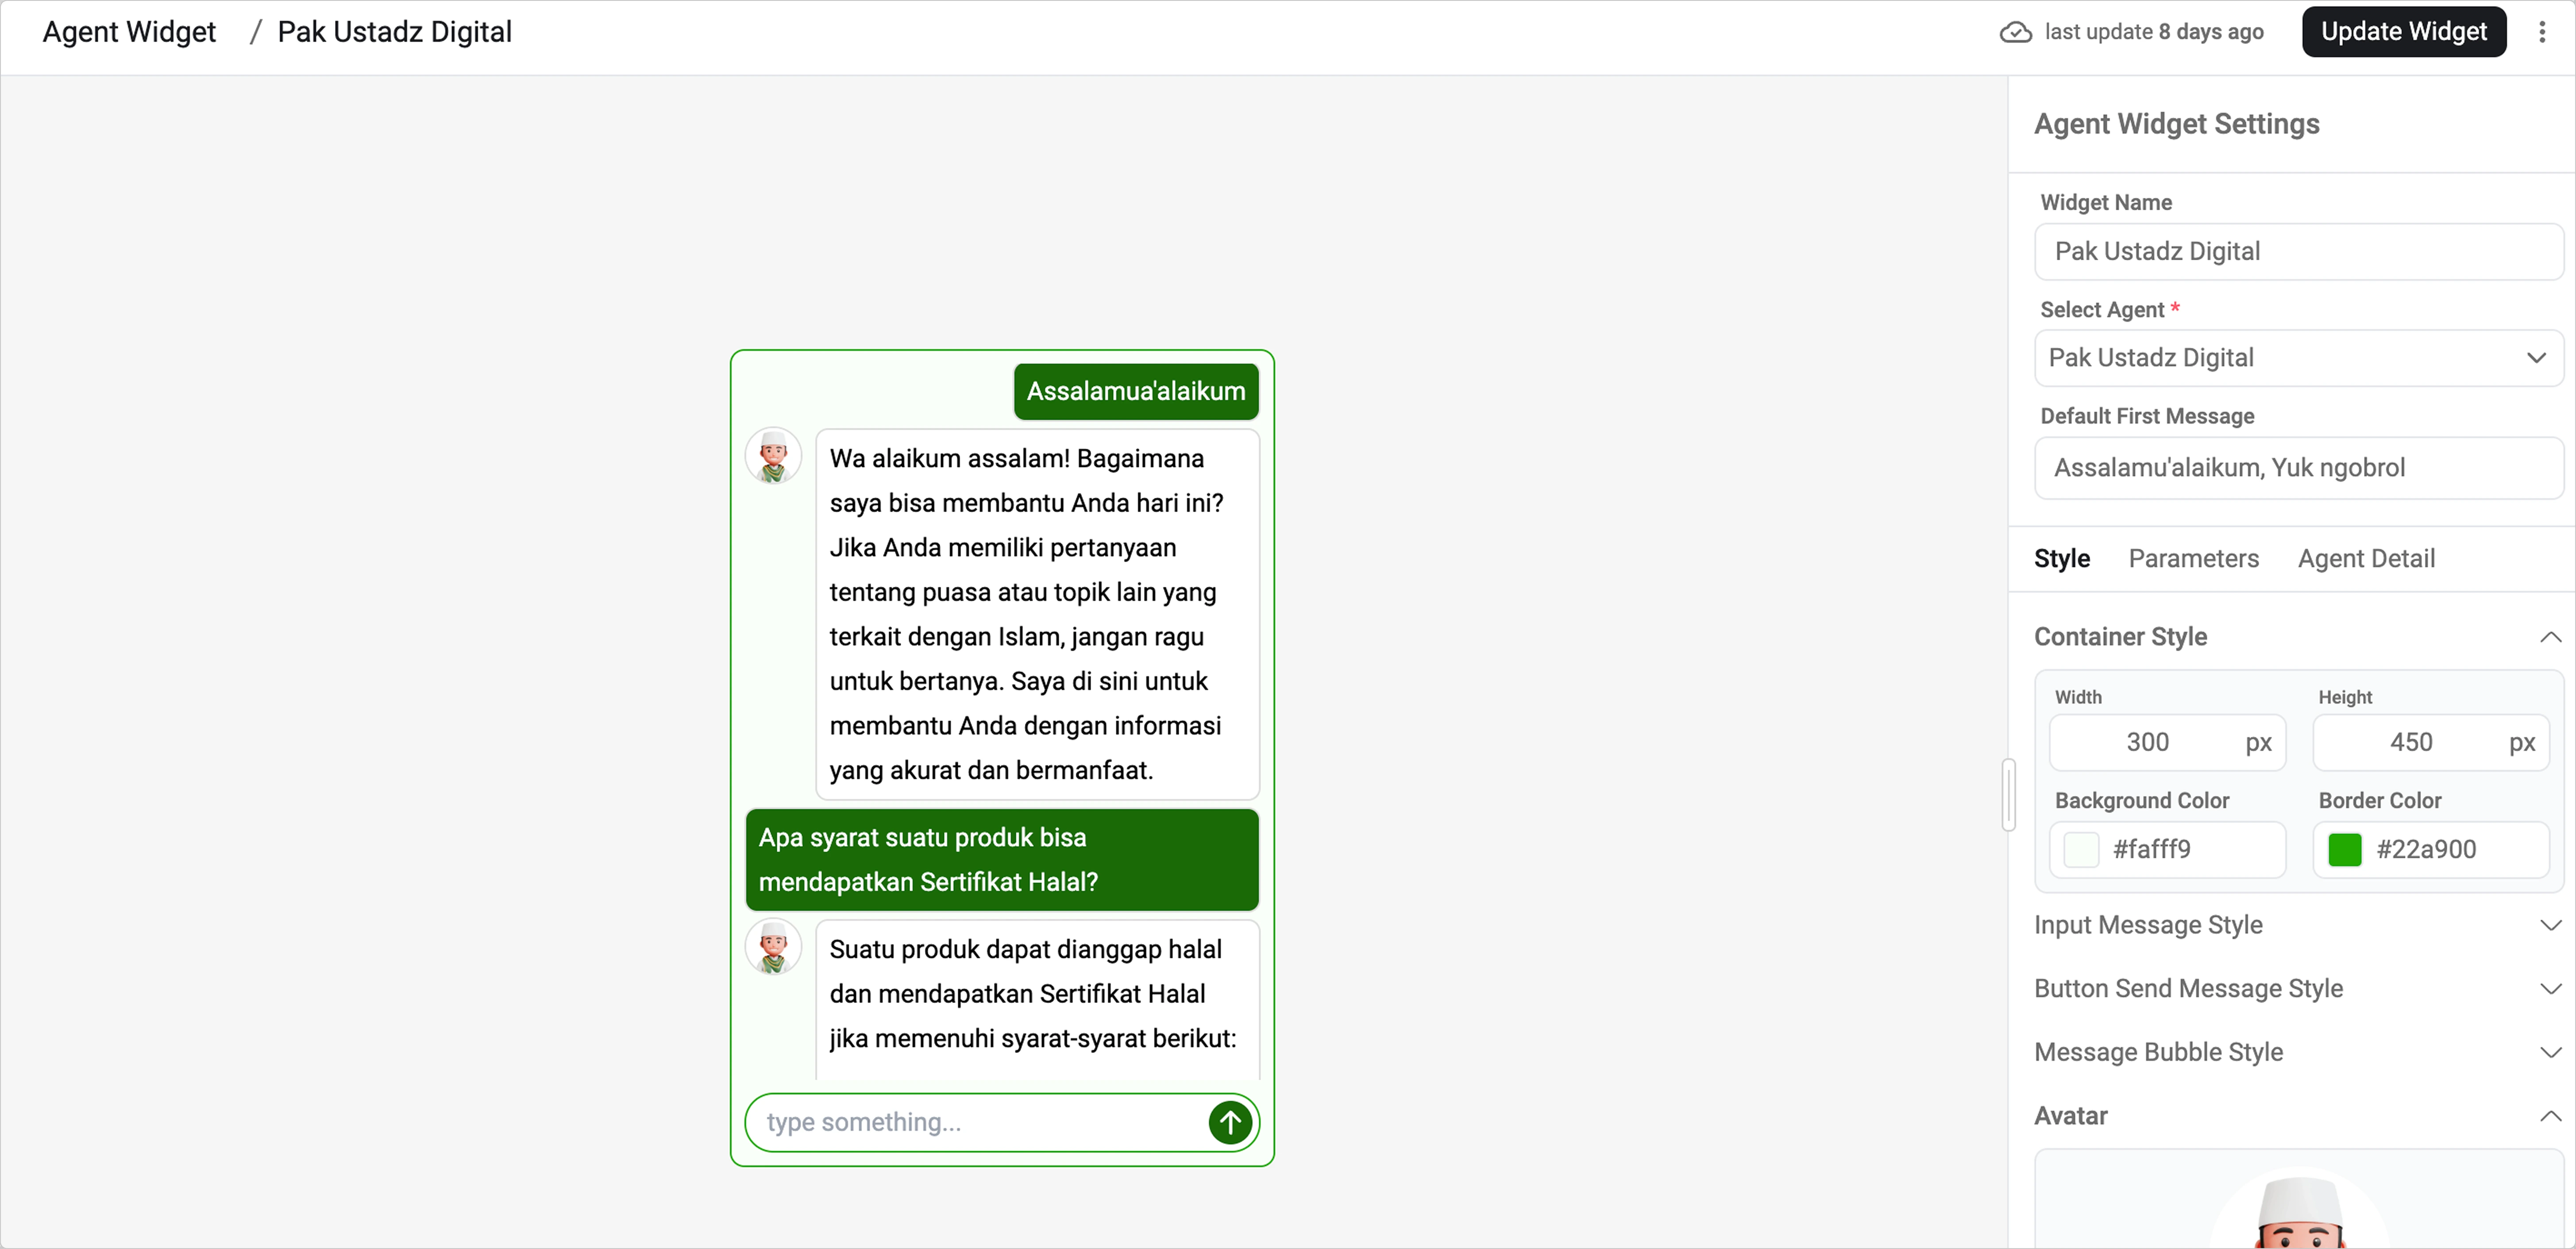 Agent Widget / Pak Ustadz Digital
last update 8 days ago
Update Widget
Assalamua'alaikum
Wa alaikum assalam! Bagaimana
saya bisa membantu Anda hari ini?
Jika Anda memiliki pertanyaan
tentang puasa atau topik lain yang
terkait dengan Islam, jangan ragu
untuk bertanya. Saya di sini untuk
membantu Anda dengan informasi
yang akurat dan bermanfaat.
Apa syarat suatu produk bisa
mendapatkan Sertifikat Halal?
Suatu produk dapat dianggap halal
dan mendapatkan Sertifikat Halal
jika memenuhi syarat-syarat berikut:
type something...
Agent Widget Settings
Widget Name
Pak Ustadz Digital
Select Agent *
Pak Ustadz Digital
Default First Message
Assalamu'alaikum, Yuk ngobrol
Style Parameters Agent Detail
Container Style
Width Height
300 px 450 px
Background Color Border Color
#fafff9 #22a900
Input Message Style
Button Send Message Style
Message Bubble Style
Avatar